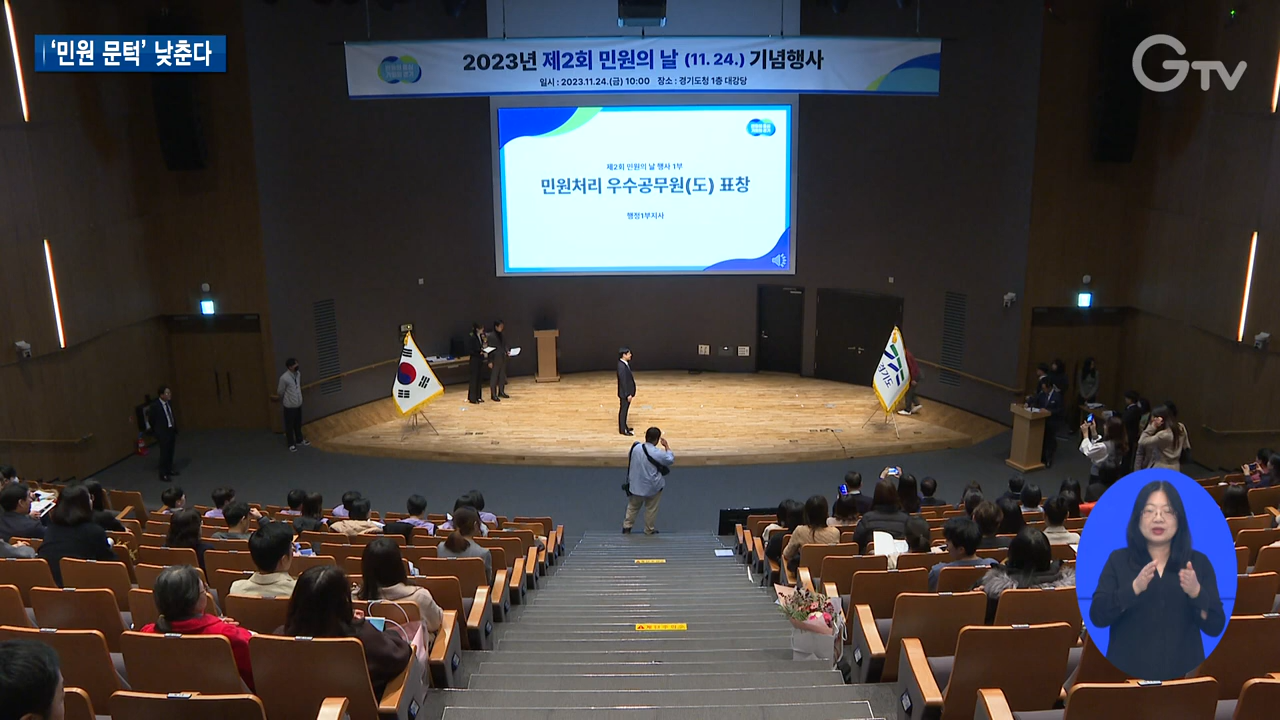 ‘민원 문턱’ 낮춘다
GTV
2023년 제2회 민원의 날 (11. 24.) 기념행사
일시 : 2023.11.24.(금) 10:00 장소 : 경기도청 1층 대강당
제2회 민원의 날 행사 1부
민원처리 우수공무원(도) 표창
행정1부지사
경기도